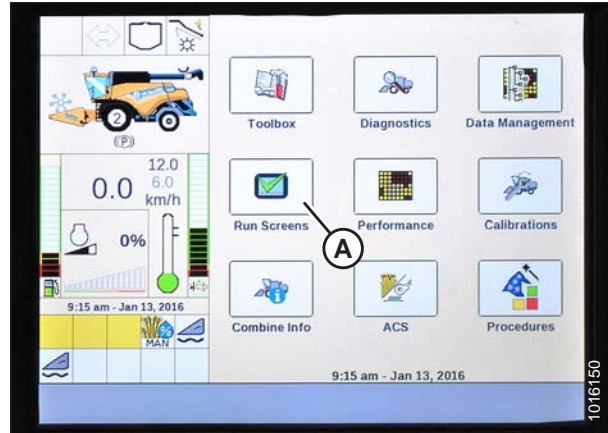 2
(P)
12.0
0.0 6.0
km/h
0%
9:15 am - Jan 13, 2016
MAN
Toolbox Diagnostics Data Management
Run Screens Performance Calibrations
A
Combine Info ACS Procedures
9:15 am - Jan 13, 2016
1016150